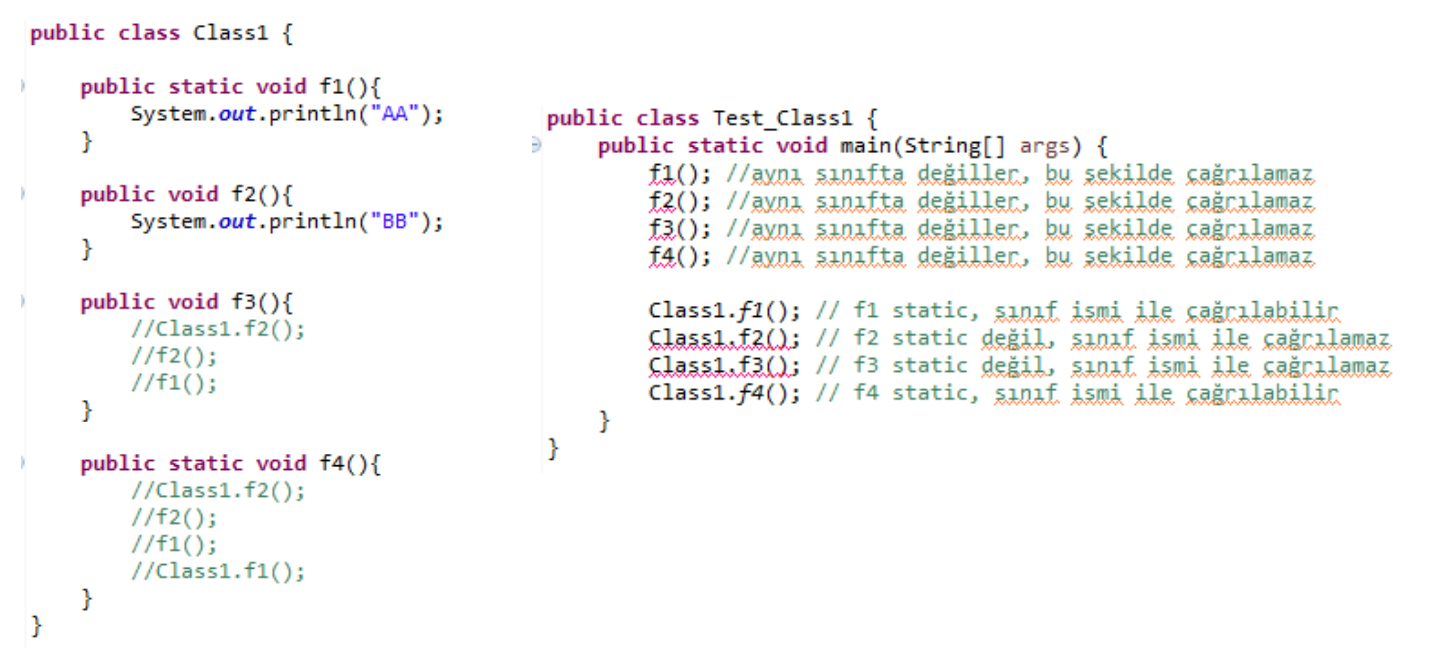 public class Class1 {
public static void f1(){
System.out.println("AA");
}
public void f2(){
System.out.println("BB");
}
public void f3(){
//Class1.f2();
//f2();
//f1();
}
public static void f4(){
//Class1.f2();
//f2();
//f1();
//Class1.f1();
}
}
public class Test_Class1 {
public static void main(String[] args) {
f1(); //aynı sınıfta değiller, bu şekilde çağrılamaz
f2(); //aynı sınıfta değiller, bu şekilde çağrılamaz
f3(); //aynı sınıfta değiller, bu şekilde çağrılamaz
f4(); //aynı sınıfta değiller, bu şekilde çağrılamaz
Class1.f1(); // f1 static, sınıf ismi ile çağrılabilir
Class1.f2(); // f2 static değil, sınıf ismi ile çağrılamaz
Class1.f3(); // f3 static değil, sınıf ismi ile çağrılamaz
Class1.f4(); // f4 static, sınıf ismi ile çağrılabilir
}
}